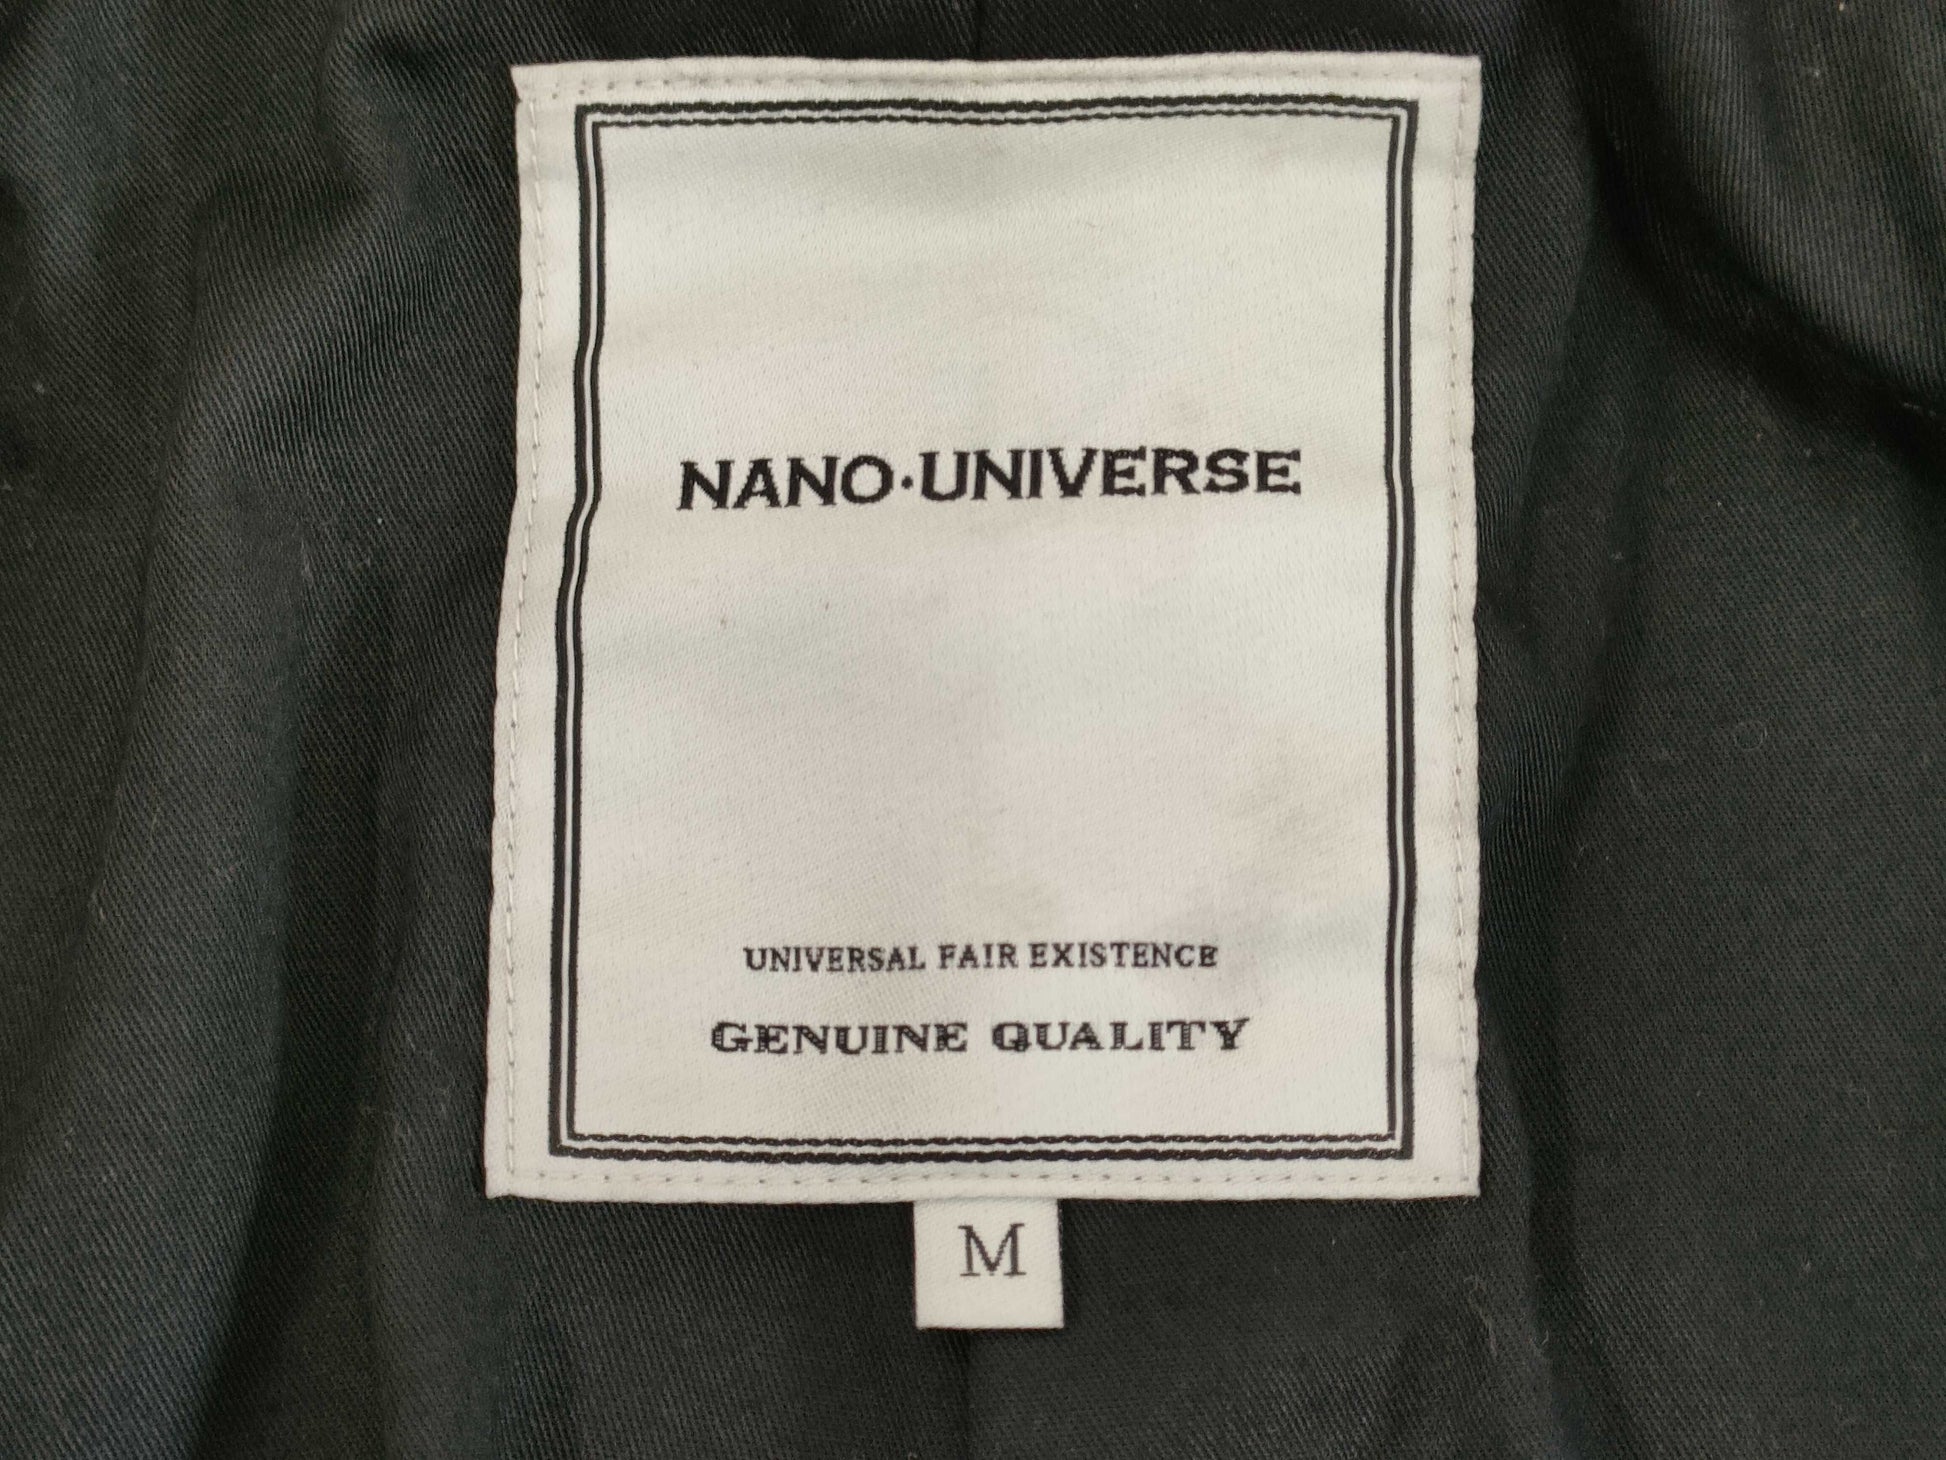 NANO·UNIVERSE
UNIVERSAL FAIR EXISTENCE
GENUINE QUALITY
M